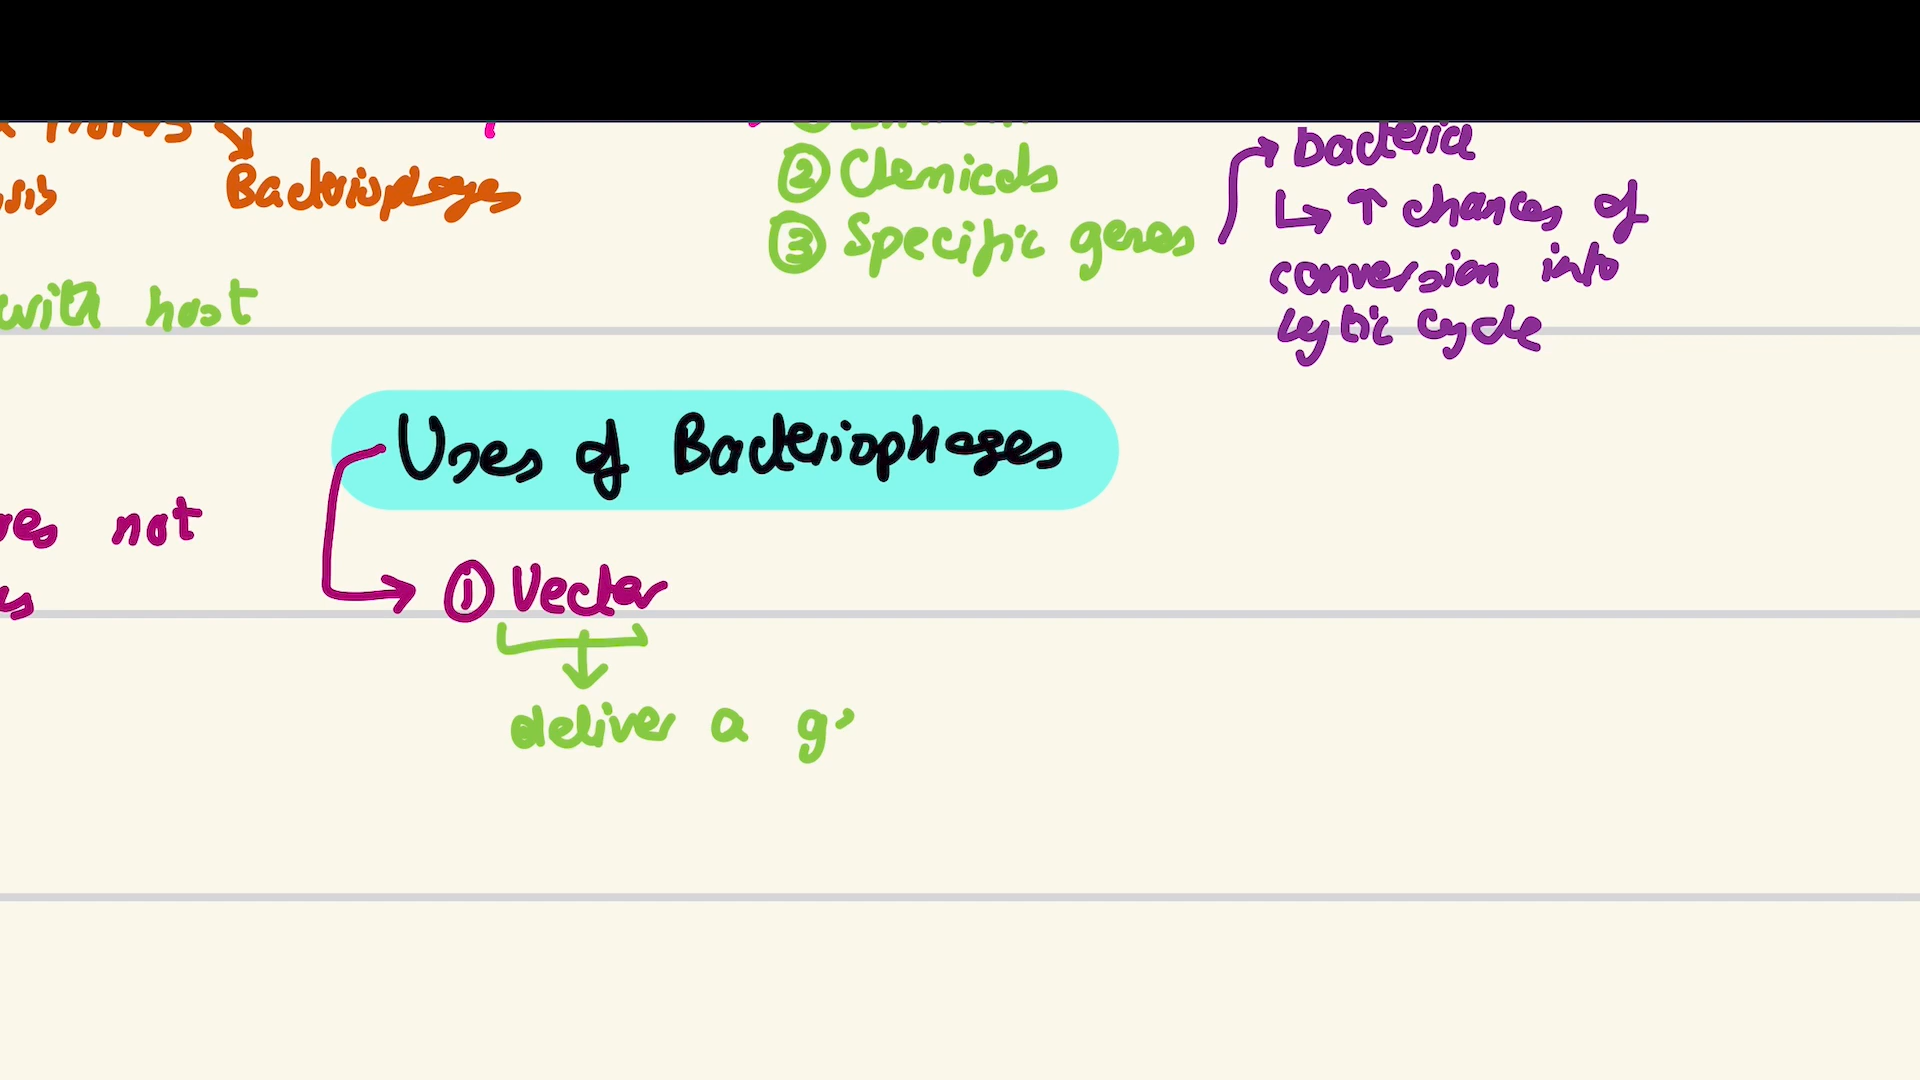 Bacteriophages
② Chemicals
③ Specific genes
bacteria
↳ ↑ chances of
conversion into
lytic cycle
with host
Uses of Bacteriophages
not
① Vector
deliver a g